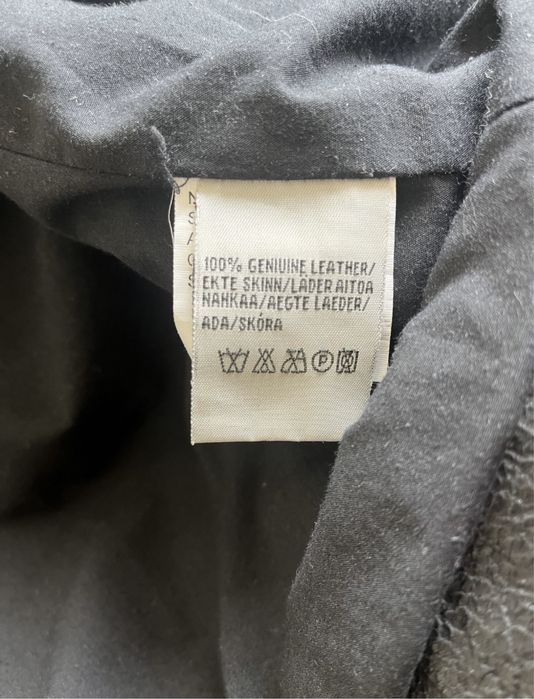 N
S
A
G
S
100% GENIUINE LEATHER/
EKTE SKINN/LÄDER AITOA
NAHKAA/AEGTE LAEDER/
ADA/SKÓRA
P